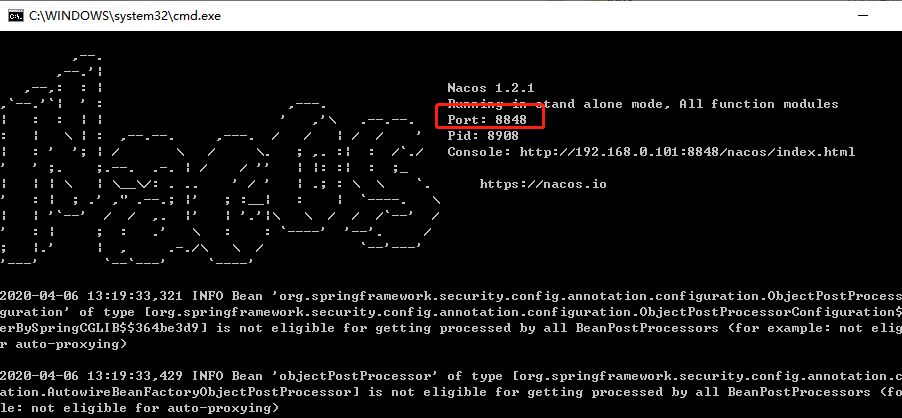 C:\WINDOWS\system32\cmd.exe
Nacos 1.2.1
Running in stand alone mode, All function modules
Port: 8848
Pid: 8908
Console: http://192.168.0.101:8848/nacos/index.html
https://nacos.io
2020-04-06 13:19:33,321 INFO Bean 'org.springframework.security.config.annotation.configuration.ObjectPostProcess
guration' of type [org.springframework.security.config.annotation.configuration.ObjectPostProcessorConfiguration$
erBySpringCGLIB$$364be3d9] is not eligible for getting processed by all BeanPostProcessors (for example: not elig
r auto-proxying)
2020-04-06 13:19:33,429 INFO Bean 'objectPostProcessor' of type [org.springframework.security.config.annotation.c
ation.AutowireBeanFactoryObjectPostProcessor] is not eligible for getting processed by all BeanPostProcessors (fo
le: not eligible for auto-proxying)